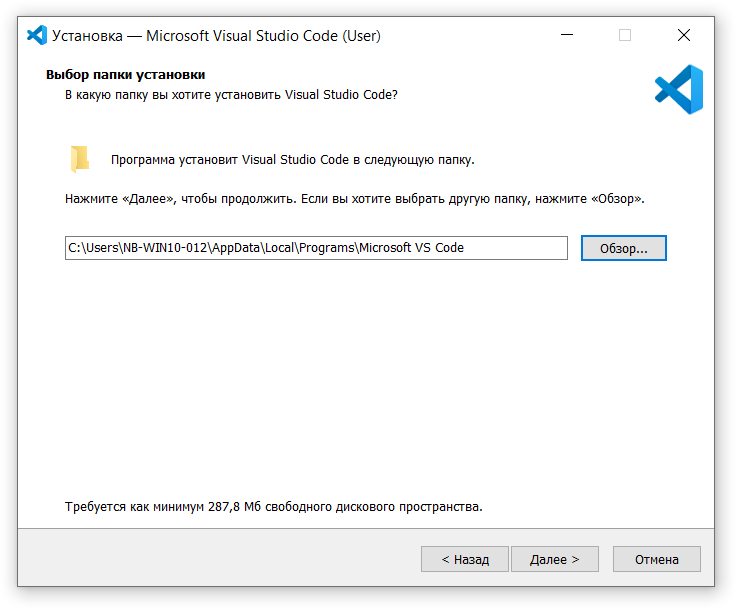 Установка — Microsoft Visual Studio Code (User)
Выбор папки установки
В какую папку вы хотите установить Visual Studio Code?
Программа установит Visual Studio Code в следующую папку.
Нажмите «Далее», чтобы продолжить. Если вы хотите выбрать другую папку, нажмите «Обзор».
C:\Users\NB-WIN10-012\AppData\Local\Programs\Microsoft VS Code
Обзор...
Требуется как минимум 287,8 Мб свободного дискового пространства.
< Назад
Далее >
Отмена